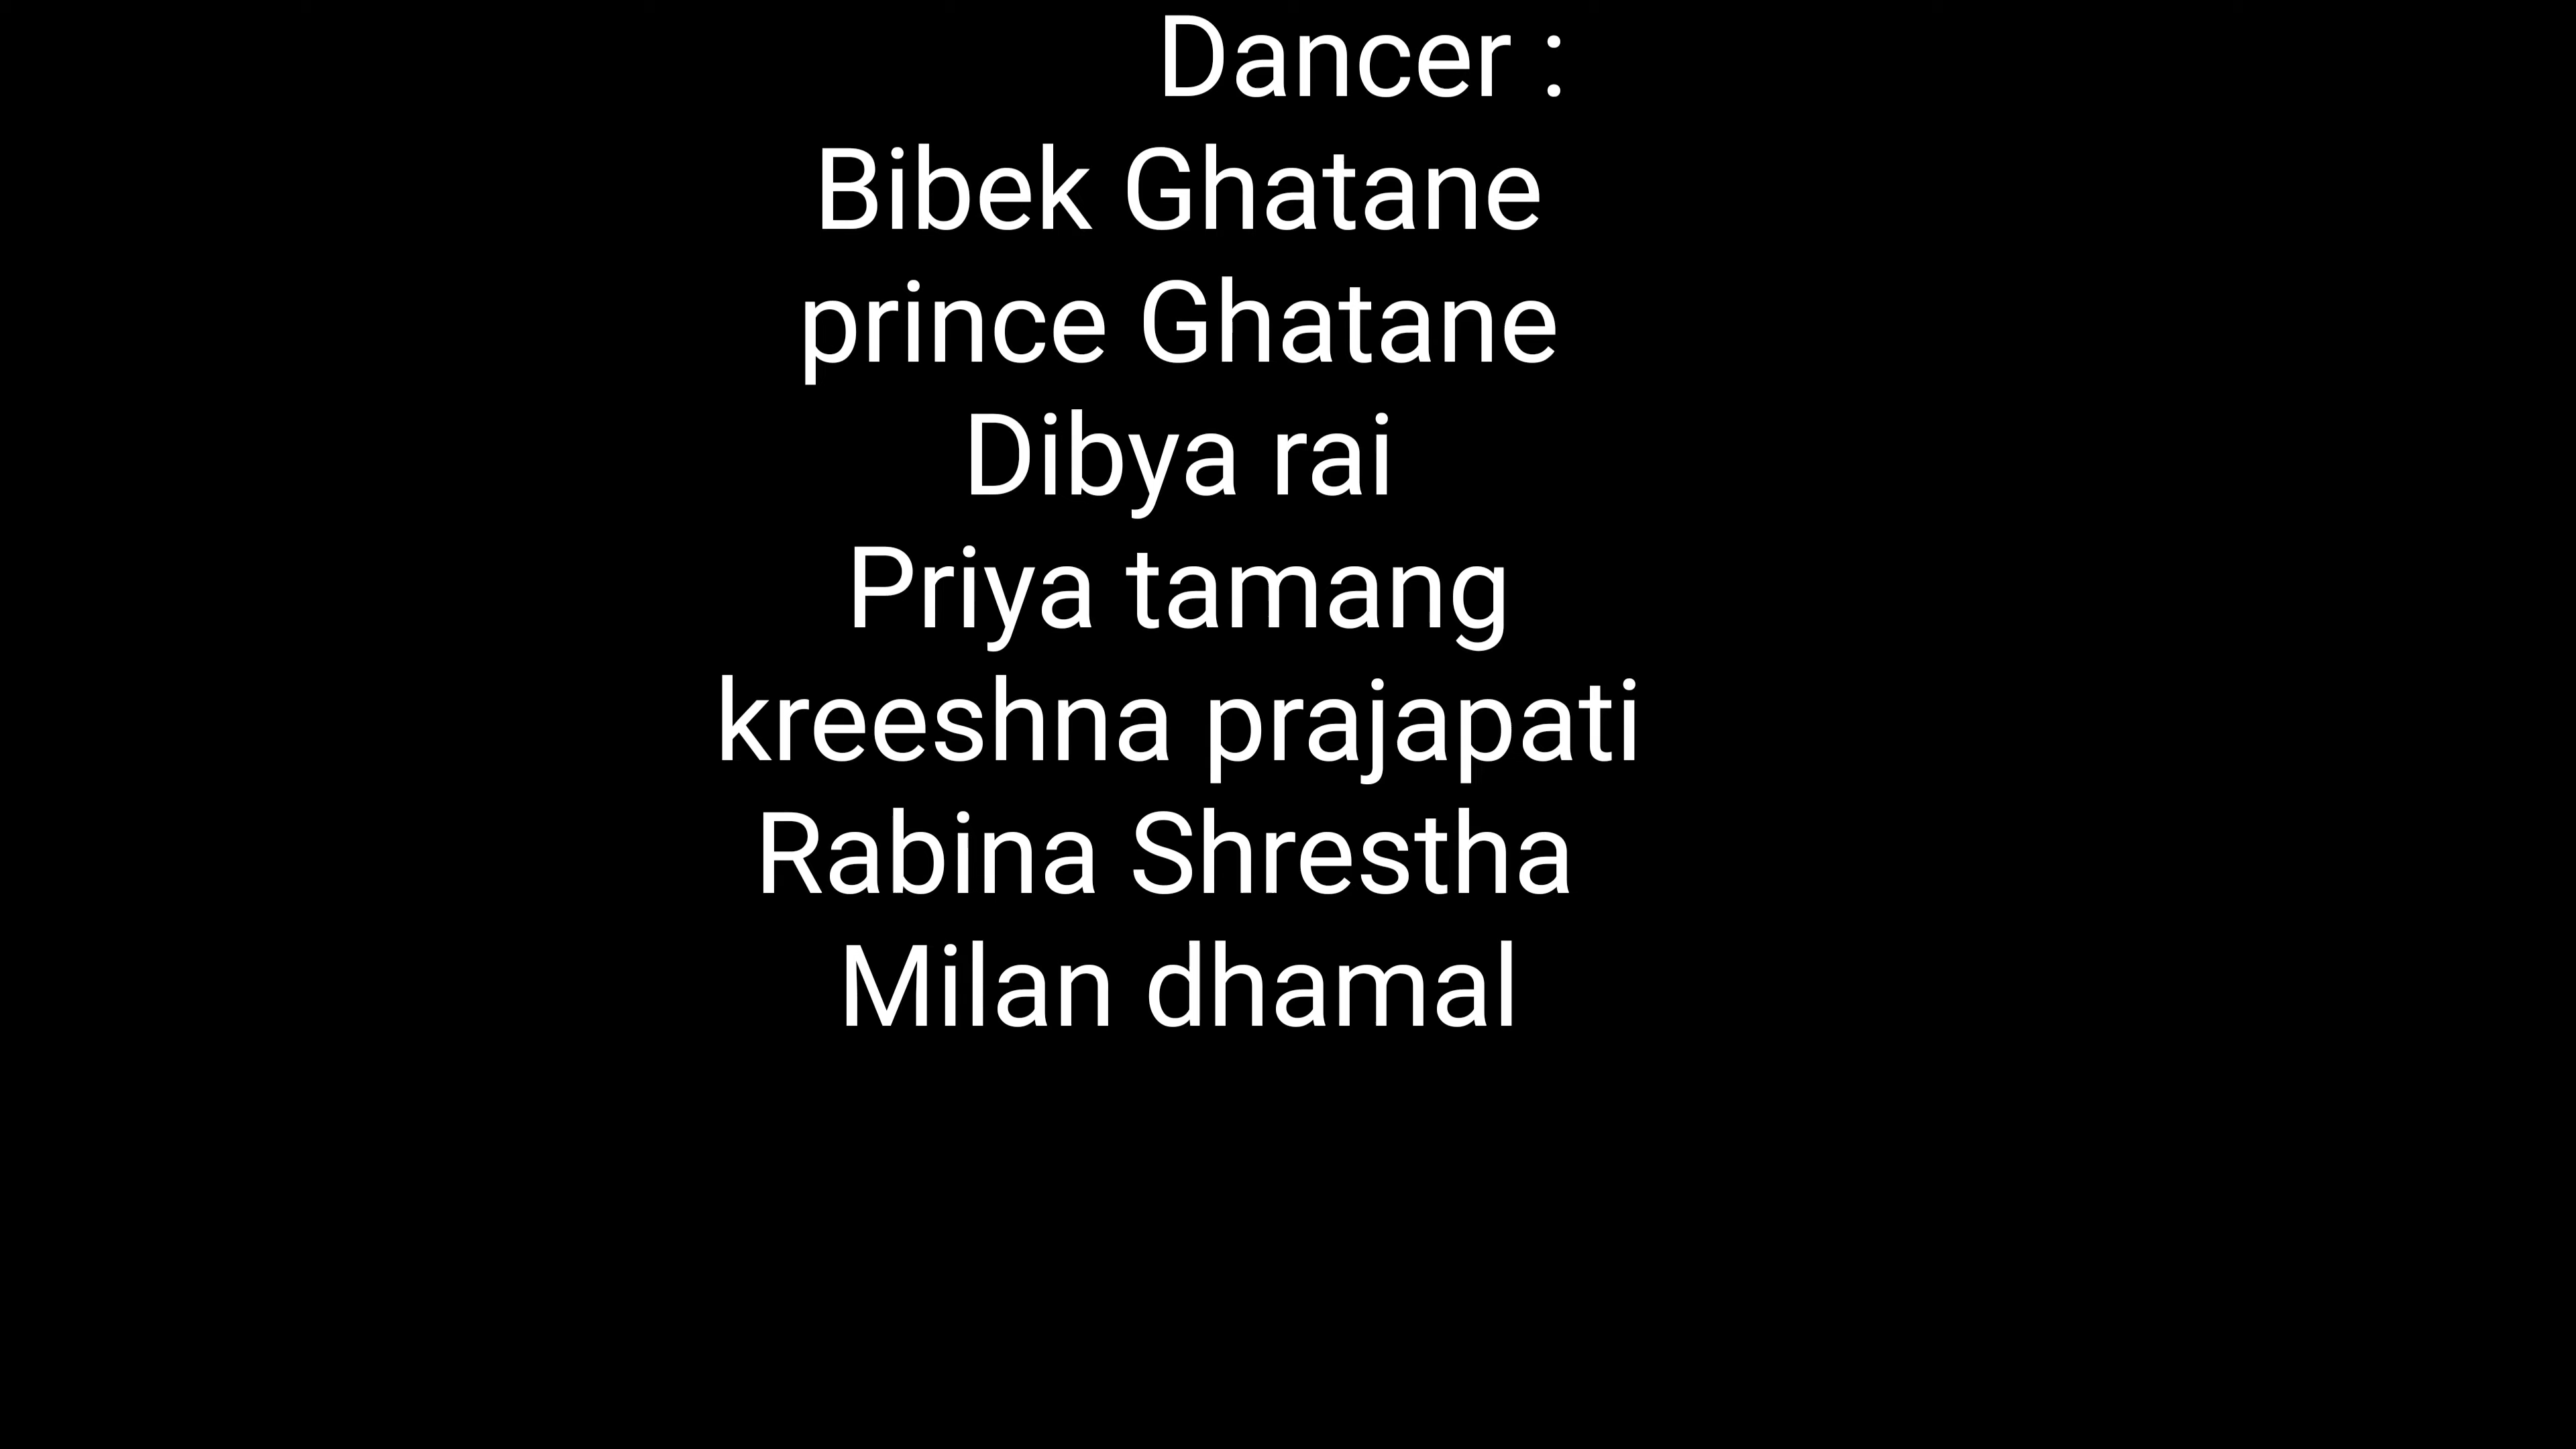 Dancer :
Bibek Ghatane
prince Ghatane
Dibya rai
Priya tamang
kreeshna prajapati
Rabina Shrestha
Milan dhamal